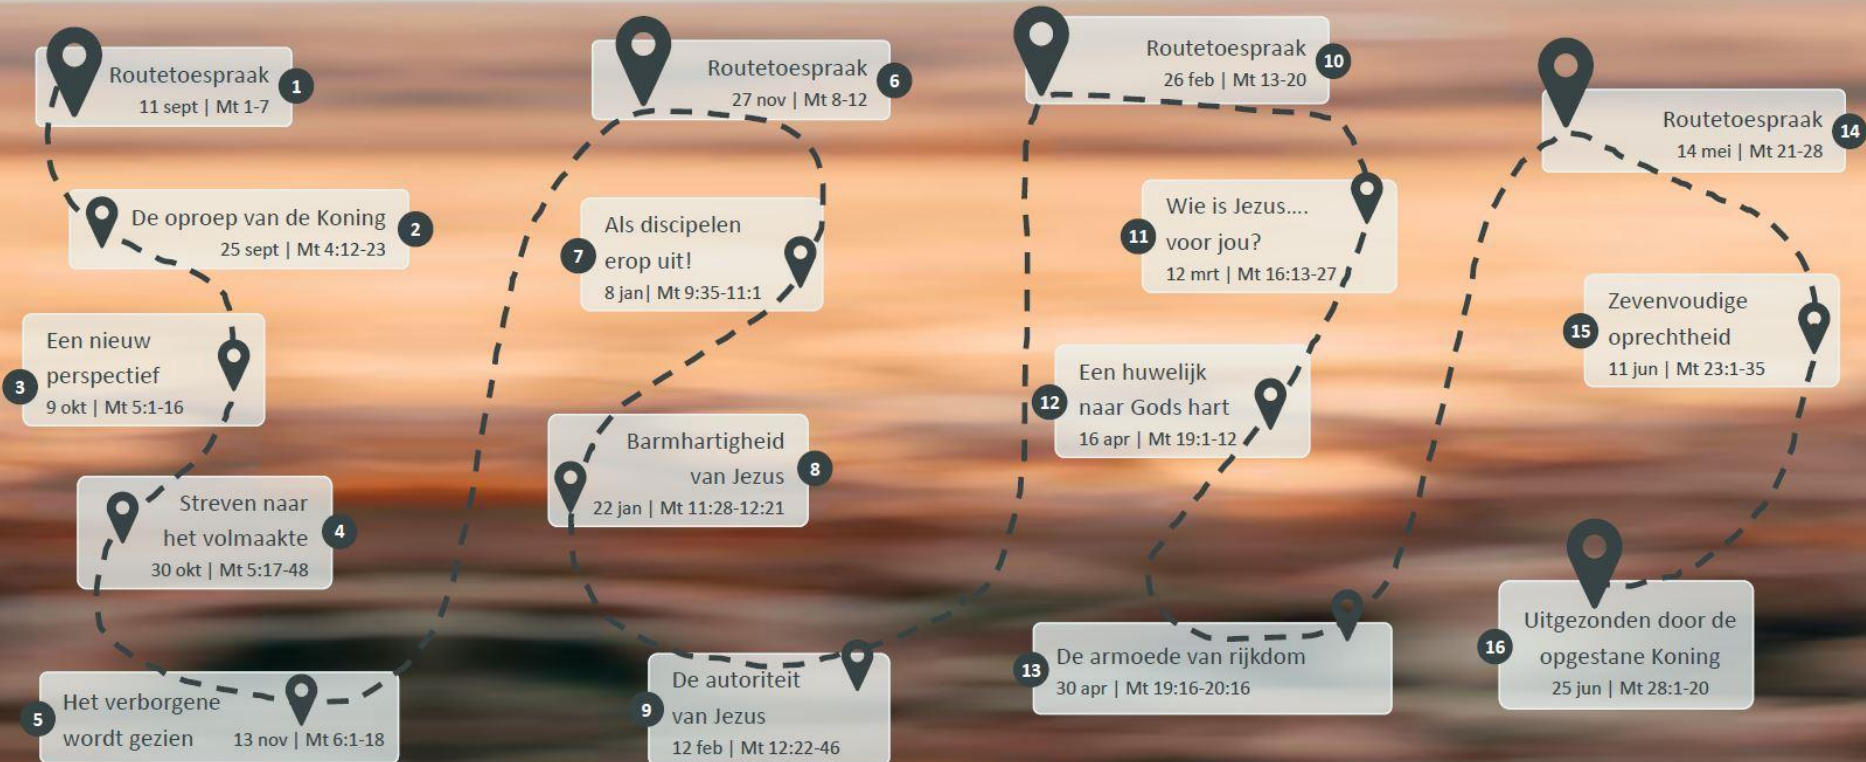 Routetoespraak
11 sept | Mt 1-7
1
De oproep van de Koning
25 sept | Mt 4:12-23
2
Een nieuw
perspectief
9 okt | Mt 5:1-16
3
Streven naar
het volmaakte
30 okt | Mt 5:17-48
4
Het verborgene
wordt gezien
13 nov | Mt 6:1-18
5
Routetoespraak
27 nov | Mt 8-12
6
Als discipelen
erop uit!
8 jan| Mt 9:35-11:1
7
Barmhartigheid
van Jezus
22 jan | Mt 11:28-12:21
8
De autoriteit
van Jezus
12 feb | Mt 12:22-46
9
Routetoespraak
26 feb | Mt 13-20
10
Wie is Jezus....
voor jou?
12 mrt | Mt 16:13-27
11
Een huwelijk
naar Gods hart
16 apr | Mt 19:1-12
12
De armoede van rijkdom
30 apr | Mt 19:16-20:16
13
Routetoespraak
14 mei | Mt 21-28
14
Zevenvoudige
oprechtheid
11 jun | Mt 23:1-35
15
Uitgezonden door de
opgestane Koning
25 jun | Mt 28:1-20
16